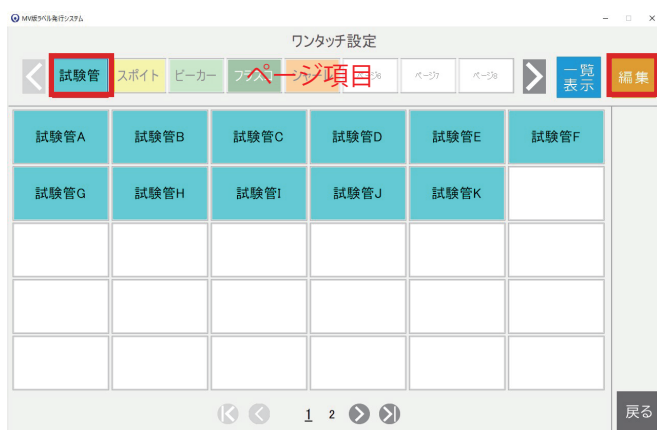 MV版ラベル発行システム
ワンタッチ設定
試験管 スポイト ビーカー ページ項目 ページ7 ページ8 一覧表示 編集
試験管A 試験管B 試験管C 試験管D 試験管E 試験管F
試験管G 試験管H 試験管I 試験管J 試験管K
1 2
戻る